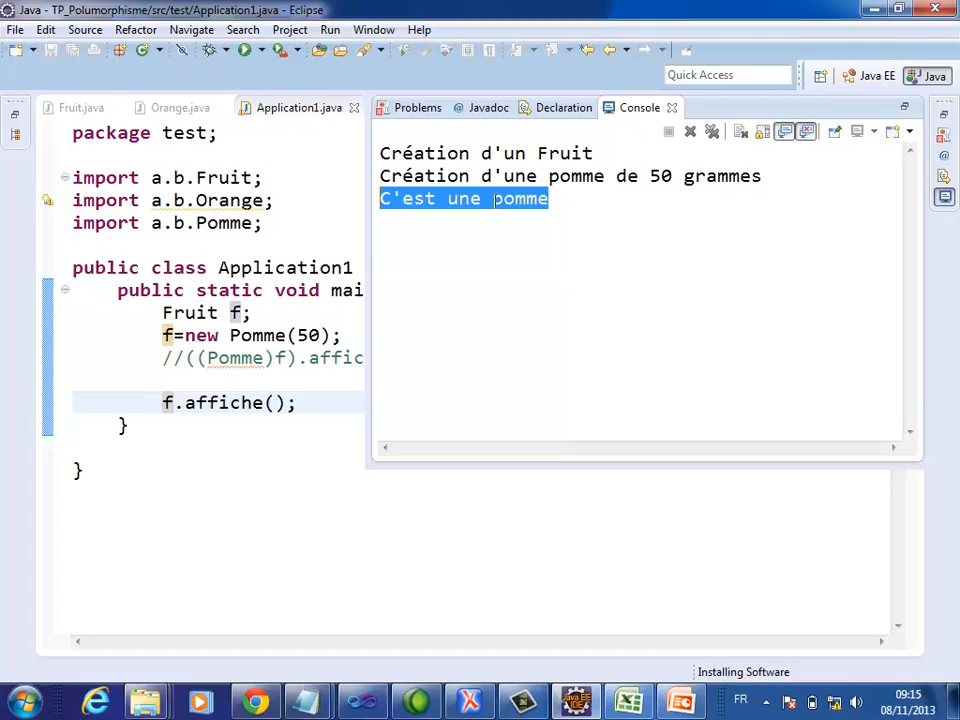 Java - TP_Polumorphisme/src/test/Application1.java - Eclipse
File Edit Source Refactor Navigate Search Project Run Window Help
Quick Access
Java EE
Java
Fruit.java
Orange.java
Application1.java
Problems
@ Javadoc
Declaration
Console
package test;
import a.b.Fruit;
import a.b.Orange;
import a.b.Pomme;
public class Application1
public static void mai
Fruit f;
f=new Pomme(50);
//((Pomme)f).affic
f.affiche();
}
}
Création d'un Fruit
Création d'une pomme de 50 grammes
C'est une pomme
Installing Software
FR
09:15
08/11/2013